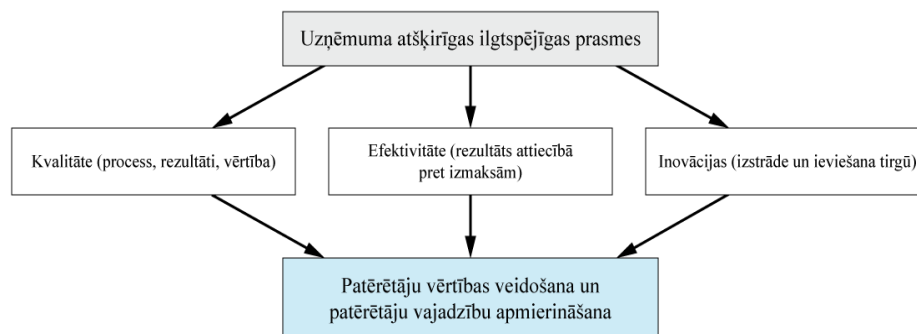 Uzņēmuma atšķirīgas ilgtspējīgas prasmes
Kvalitāte (process, rezultāti, vērtība)
Efektivitāte (rezultāts attiecībā
pret izmaksām)
Inovācijas (izstrāde un ieviešana tirgū)
Patērētāju vērtības veidošana un
patērētāju vajadzību apmierināšana